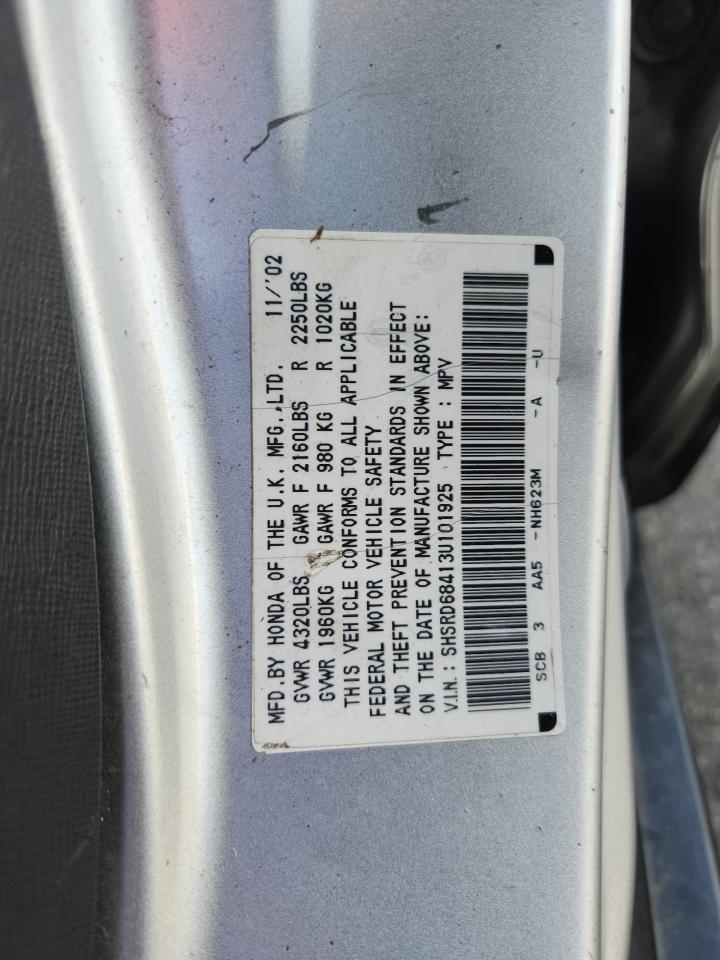 MFD.BY HONDA OF THE U.K. MFG.,LTD. 11/'02
GVWR 4320LBS GAWR F 2160LBS R 2250LBS
GVWR 1960KG GAWR F 980 KG R 1020KG
THIS VEHICLE CONFORMS TO ALL APPLICABLE
FEDERAL MOTOR VEHICLE SAFETY
AND THEFT PREVENTION STANDARDS IN EFFECT
ON THE DATE OF MANUFACTURE SHOWN ABOVE:
V.I.N.: SHSRD68413U101925 TYPE : MPV
SCB 3 AA5 -NH623M -A -U